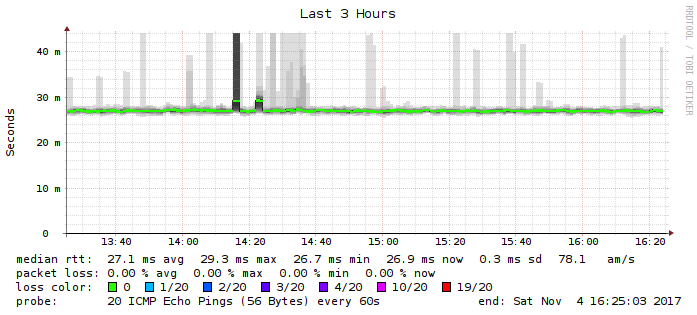 Last 3 Hours
RRDTOOL / TOBI OETIKER
Seconds
40 m
30 m
20 m
10 m
0
13:40 14:00 14:20 14:40 15:00 15:20 15:40 16:00 16:20
median rtt: 27.1 ms avg 29.3 ms max 26.7 ms min 26.9 ms now 0.3 ms sd 78.1 am/s
packet loss: 0.00 % avg 0.00 % max 0.00 % min 0.00 % now
loss color: 0 1/20 2/20 3/20 4/20 10/20 19/20
probe: 20 ICMP Echo Pings (56 Bytes) every 60s end: Sat Nov 4 16:25:03 2017